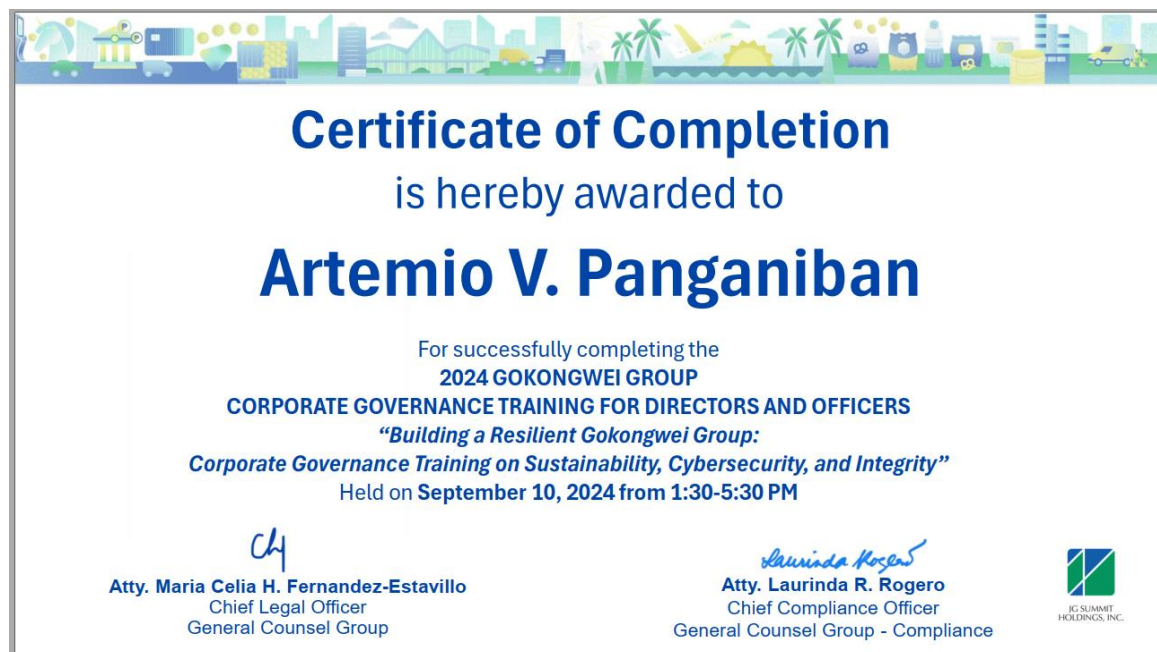 Certificate of Completion
is hereby awarded to
Artemio V. Panganiban
For successfully completing the
2024 GOKONGWEI GROUP
CORPORATE GOVERNANCE TRAINING FOR DIRECTORS AND OFFICERS
“Building a Resilient Gokongwei Group:
Corporate Governance Training on Sustainability, Cybersecurity, and Integrity”
Held on September 10, 2024 from 1:30-5:30 PM
Atty. Maria Celia H. Fernandez-Estavillo
Chief Legal Officer
General Counsel Group
Laurinda Rogero
Atty. Laurinda R. Rogero
Chief Compliance Officer
General Counsel Group - Compliance
JG SUMMIT
HOLDINGS, INC.